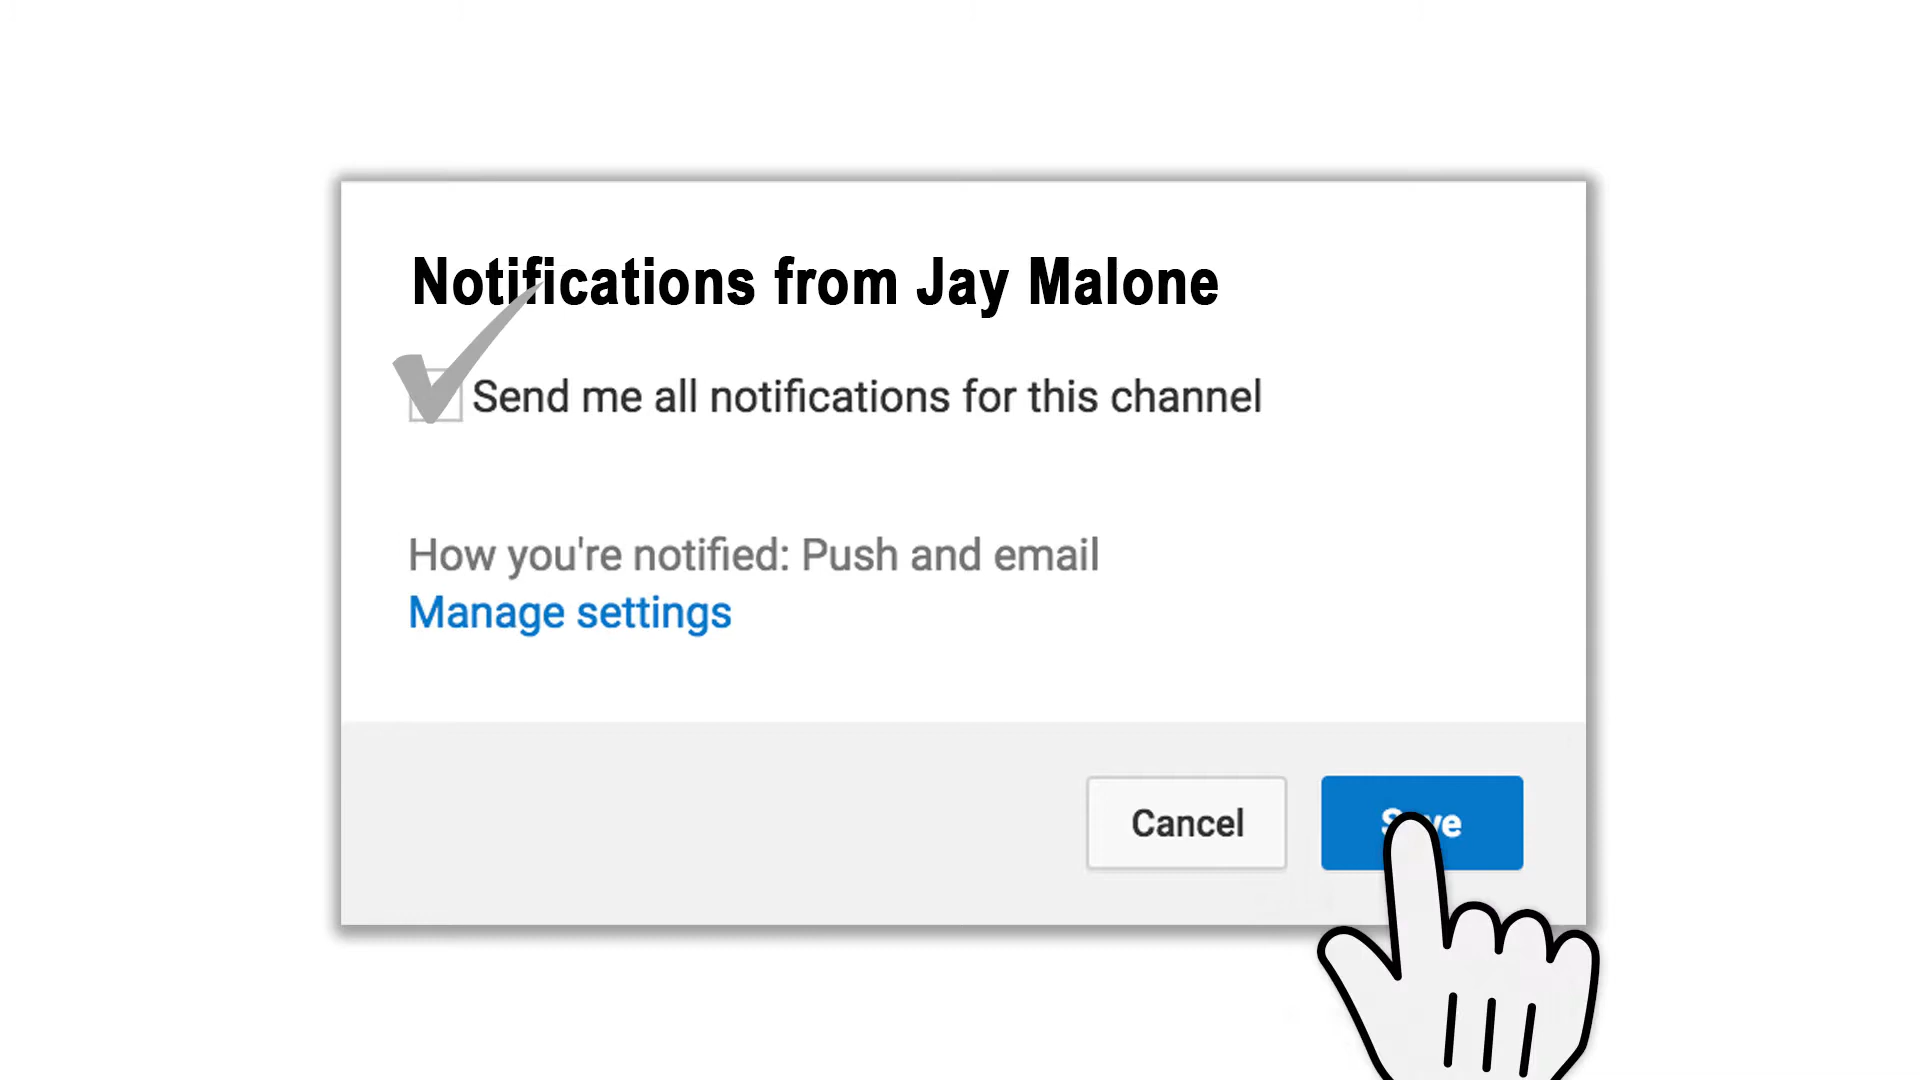 Notifications from Jay Malone
Send me all notifications for this channel
How you're notified: Push and email
Manage settings
Cancel
Save